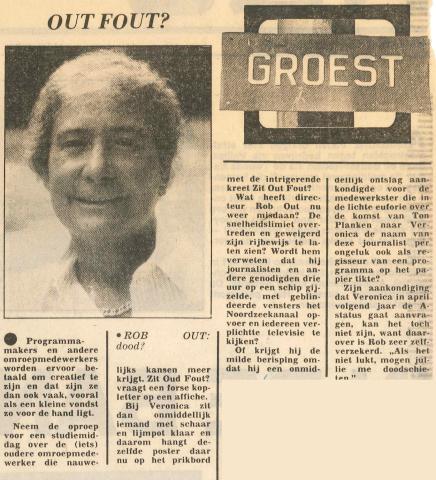 OUT FOUT?
GROEST
• ROB OUT:
dood?
Programma-
makers en andere
omroepmedewerkers
worden ervoor be-
taald om creatief te
zijn en dat zijn ze
dan ook vaak, vooral
als een kleine vondst
zo voor de hand ligt.
Neem de oproep
voor een studiemid-
dag over de (iets)
oudere omroepmede-
werker die nauwe-
lijks kansen meer
krijgt. Zit Oud Fout?
vraagt een forse kop-
letter op een affiche.
Bij Veronica zit
dan onmiddellijk
iemand met schaar
en lijmpot klaar en
daarom hangt de-
zelfde poster daar
nu op het prikbord
met de intrigerende
kreet Zit Out Fout?
Wat heeft direc-
teur Rob Out nu
weer misdaan? De
snelheidslimiet over-
treden en geweigerd
zijn rijbewijs te la-
ten zien? Wordt hem
verweten dat hij
journalisten en an-
dere genodigden drie
uur op een schip gij-
zelde, met geblin-
deerde vensters het
Noordzeekanaal op-
voer en iedereen ver-
plichtte televisie te
kijken?
Of krijgt hij de
milde berisping om-
dat hij een onmid-
dellijk ontslag aan-
kondigde voor de
medewerkster die in
de lichte euforie over
de komst van Ton
Planken naar Ver-
onica de naam van
deze journalist per
ongeluk ook als re-
gisseur van een pro-
gramma op het pa-
pier tikte?
Zijn aankondiging
dat Veronica in april
volgend jaar de A-
status gaat aanvra-
gen, kan het toch
niet zijn, want daar-
over is Rob zeer zelf-
verzekerd. „Als het
niet lukt, mogen jul-
lie me doodschie-
ten"